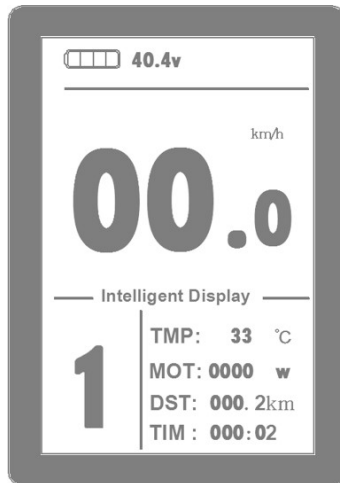 40.4v
km/h
00.0
Intelligent Display
1
TMP: 33 °C
MOT: 0000 w
DST: 000. 2km
TIM : 000:02